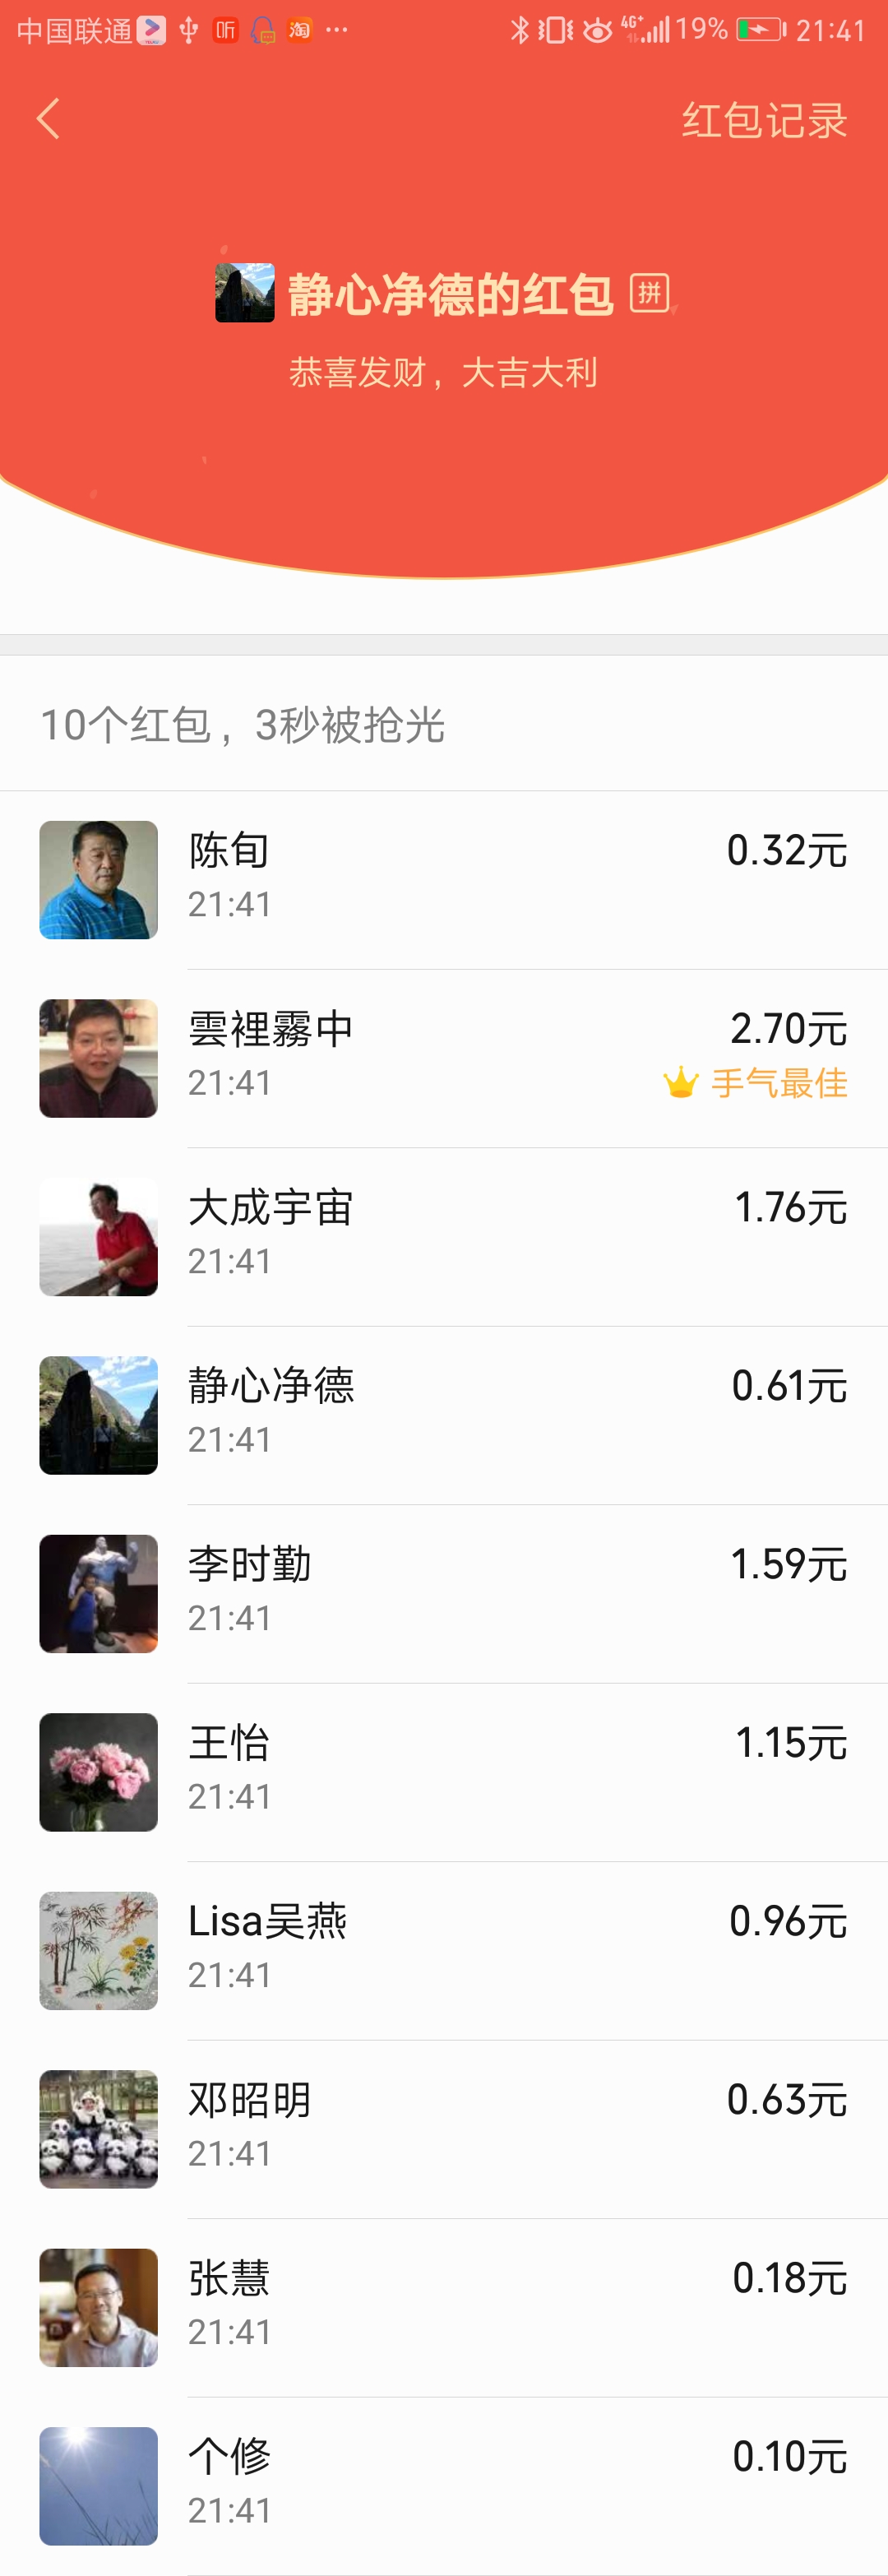 中国联通 听 淘 ... 4G+ 19% 21:41
红包记录
静心净德的红包 拼
恭喜发财，大吉大利
10个红包，3秒被抢光
陈旬 0.32元
21:41
雲裡霧中 2.70元
21:41 手气最佳
大成宇宙 1.76元
21:41
静心净德 0.61元
21:41
李时勤 1.59元
21:41
王怡 1.15元
21:41
Lisa吴燕 0.96元
21:41
邓昭明 0.63元
21:41
张慧 0.18元
21:41
个修 0.10元
21:41